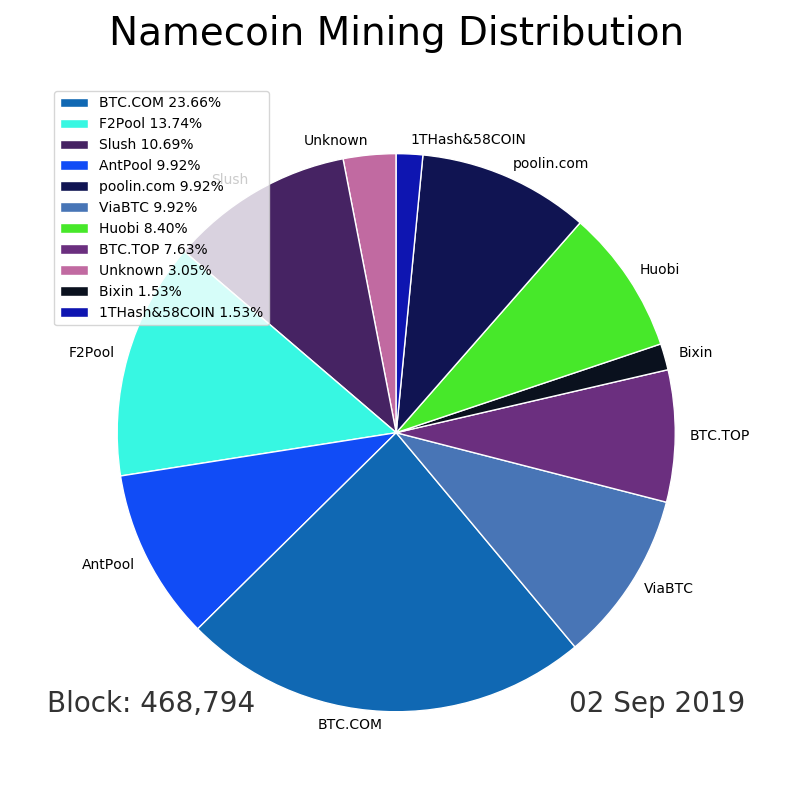 Namecoin Mining Distribution
BTC.COM 23.66%
F2Pool 13.74%
Slush 10.69%
AntPool 9.92%
poolin.com 9.92%
ViaBTC 9.92%
Huobi 8.40%
BTC.TOP 7.63%
Unknown 3.05%
Bixin 1.53%
1THash&58COIN 1.53%
Unknown
1THash&58COIN
poolin.com
Slush
Huobi
F2Pool
Bixin
BTC.TOP
AntPool
ViaBTC
Block: 468,794
02 Sep 2019
BTC.COM